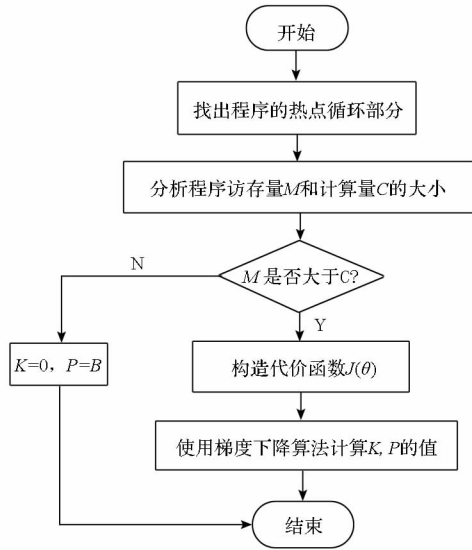 开始
找出程序的热点循环部分
分析程序访存量M和计算量C的大小
M是否大于C?
N
Y
K=0，P=B
构造代价函数J(θ)
使用梯度下降算法计算K, P的值
结束